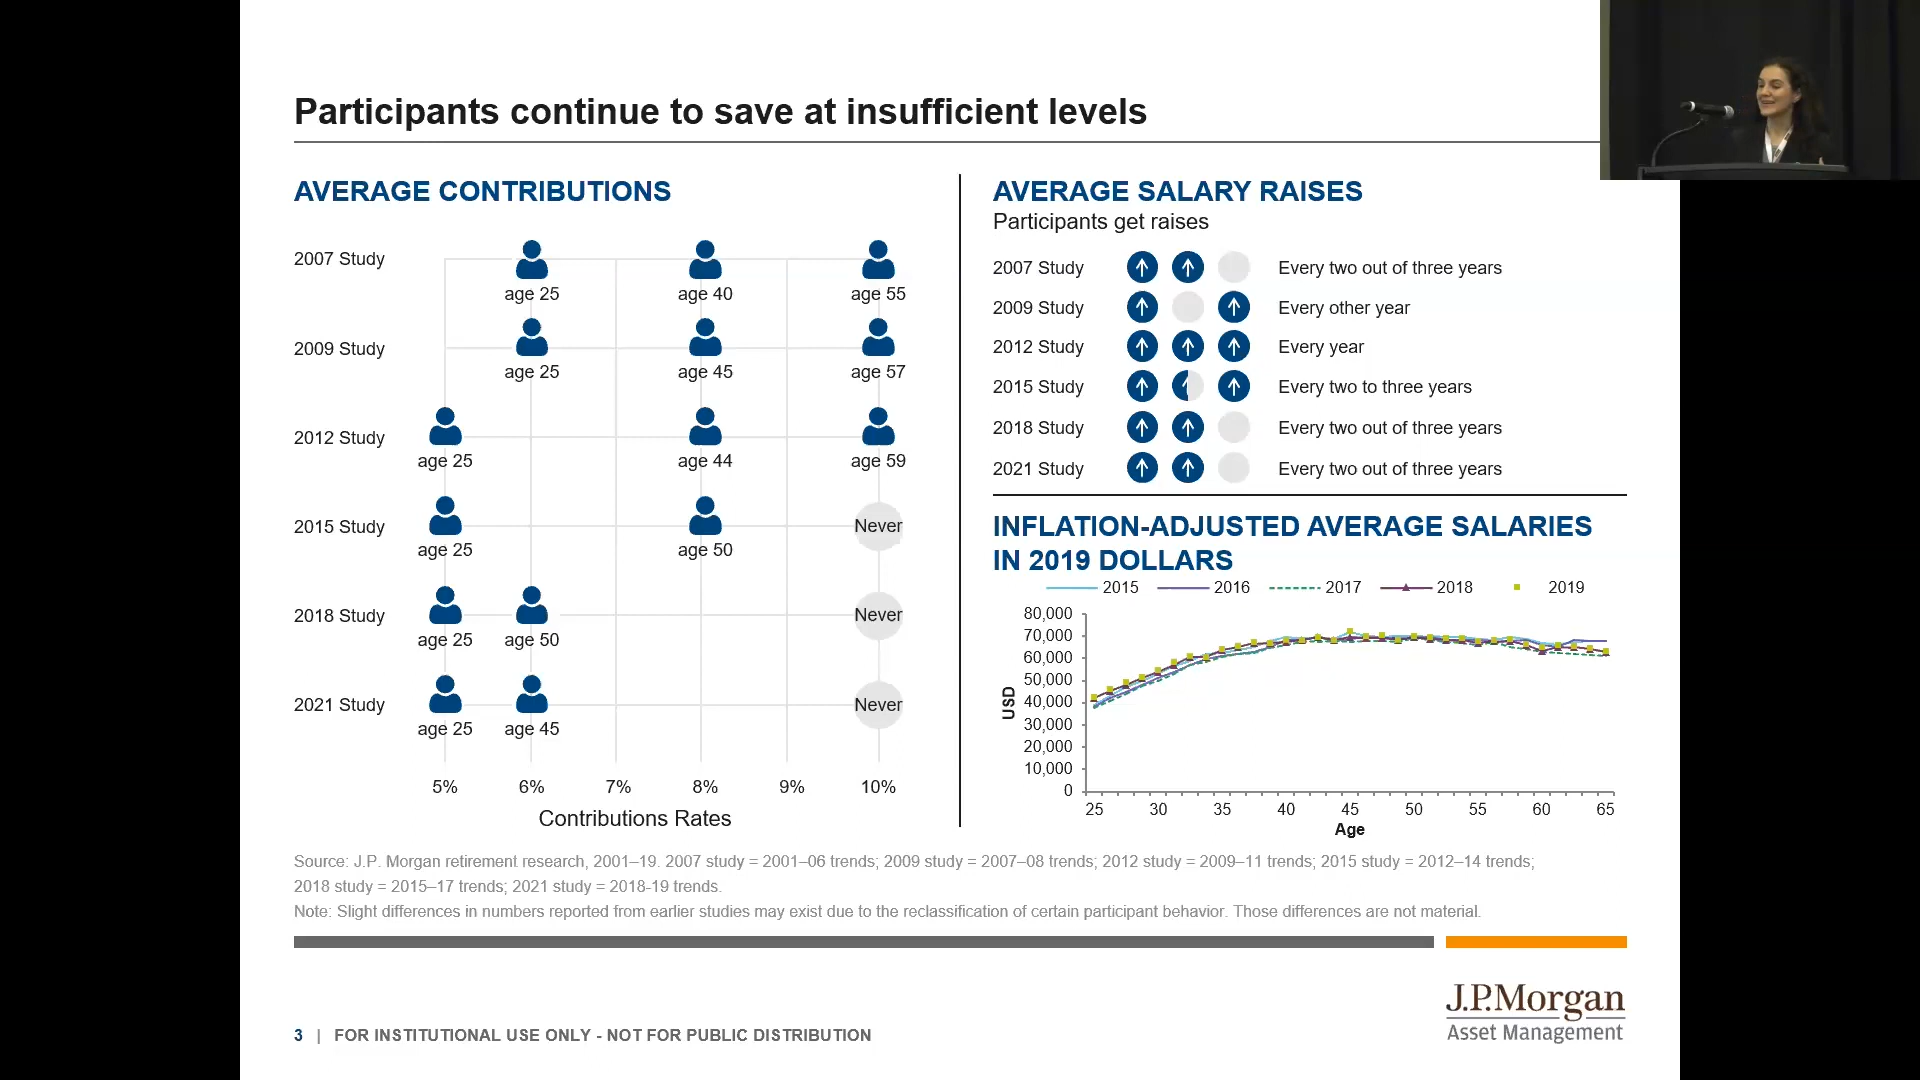 Participants continue to save at insufficient levels
AVERAGE CONTRIBUTIONS
2007 Study
age 25 age 40 age 55
2009 Study
age 25 age 45 age 57
2012 Study
age 25 age 44 age 59
2015 Study Never
age 25 age 50
2018 Study Never
age 25 age 50
2021 Study Never
age 25 age 45
5% 6% 7% 8% 9% 10%
Contributions Rates
AVERAGE SALARY RAISES
Participants get raises
2007 Study Every two out of three years
2009 Study Every other year
2012 Study Every year
2015 Study Every two to three years
2018 Study Every two out of three years
2021 Study Every two out of three years
INFLATION-ADJUSTED AVERAGE SALARIES
IN 2019 DOLLARS
2015 2016 2017 2018 2019
80,000
70,000
60,000
50,000
40,000
30,000
20,000
10,000
0
USD
25 30 35 40 45 50 55 60 65
Age
Source: J.P. Morgan retirement research, 2001–19. 2007 study = 2001–06 trends; 2009 study = 2007–08 trends; 2012 study = 2009–11 trends; 2015 study = 2012–14 trends;
2018 study = 2015–17 trends; 2021 study = 2018-19 trends.
Note: Slight differences in numbers reported from earlier studies may exist due to the reclassification of certain participant behavior. Those differences are not material.
J.P.Morgan
Asset Management
3 | FOR INSTITUTIONAL USE ONLY - NOT FOR PUBLIC DISTRIBUTION